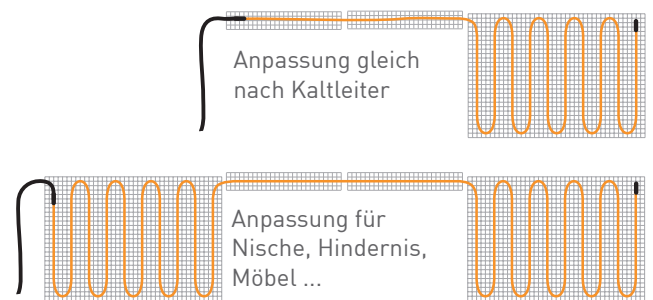 Anpassung gleich
nach Kaltleiter
Anpassung für
Nische, Hindernis,
Möbel ...